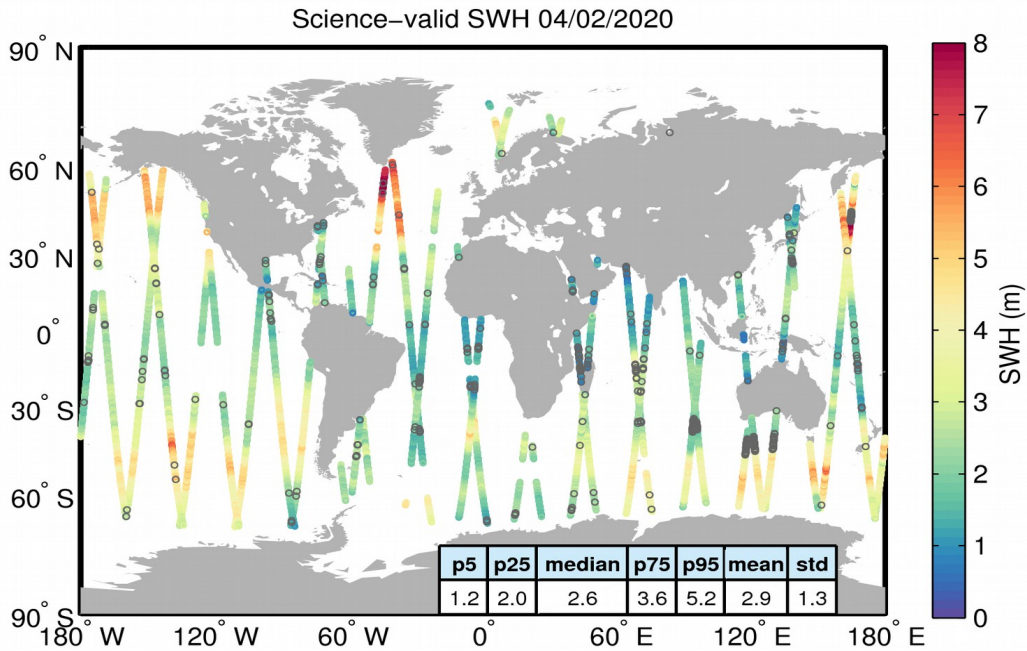 Science-valid SWH 04/02/2020
90° N
60° N
30° N
0°
30° S
60° S
90° S
180° W
120° W
60° W
0°
60° E
120° E
180° E
p5 p25 median p75 p95 mean std
1.2 2.0 2.6 3.6 5.2 2.9 1.3
8
7
6
5
4
3
2
1
0
SWH (m)